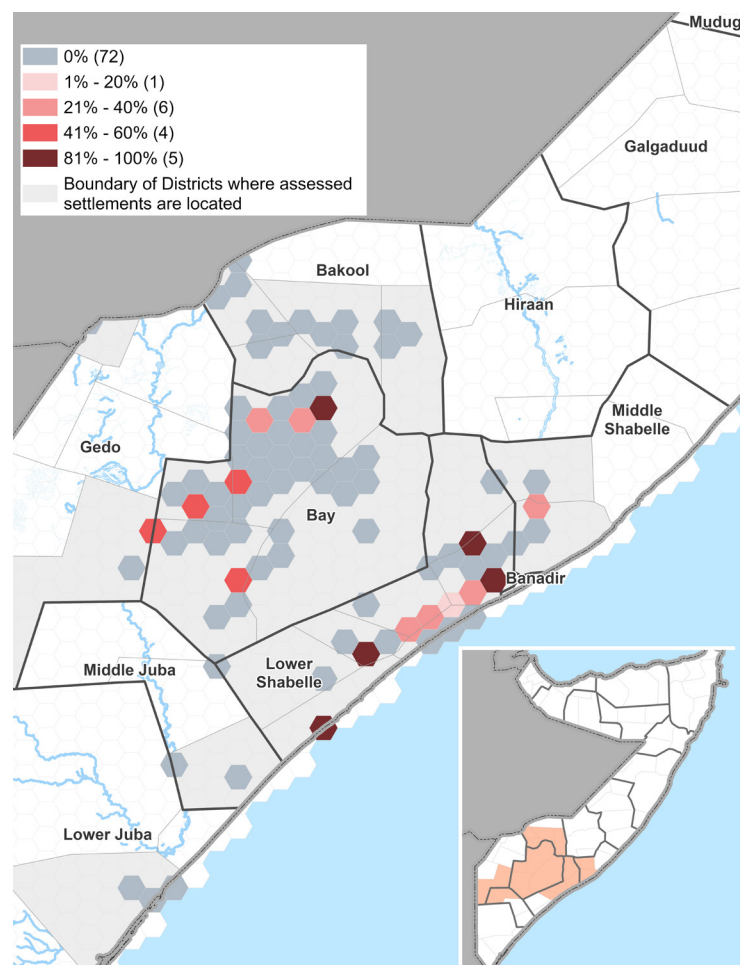 0% (72)
1% - 20% (1)
21% - 40% (6)
41% - 60% (4)
81% - 100% (5)
Boundary of Districts where assessed
settlements are located
Mudug
Galgaduud
Bakool
Hiraan
Middle
Shabelle
Gedo
Bay
Banadir
Lower
Shabelle
Middle Juba
Lower Juba